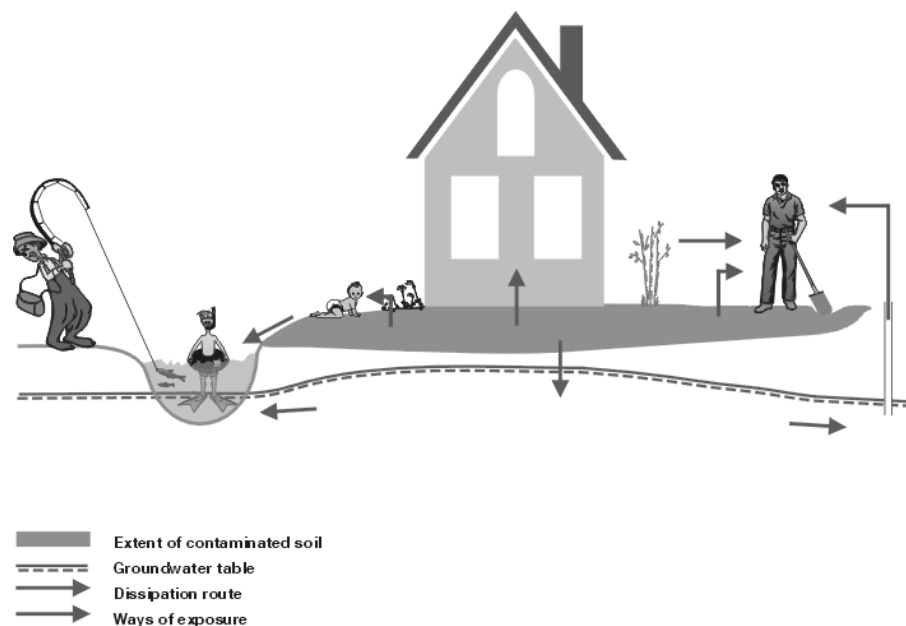 Extent of contaminated soil
Groundwater table
Dissipation route
Ways of exposure